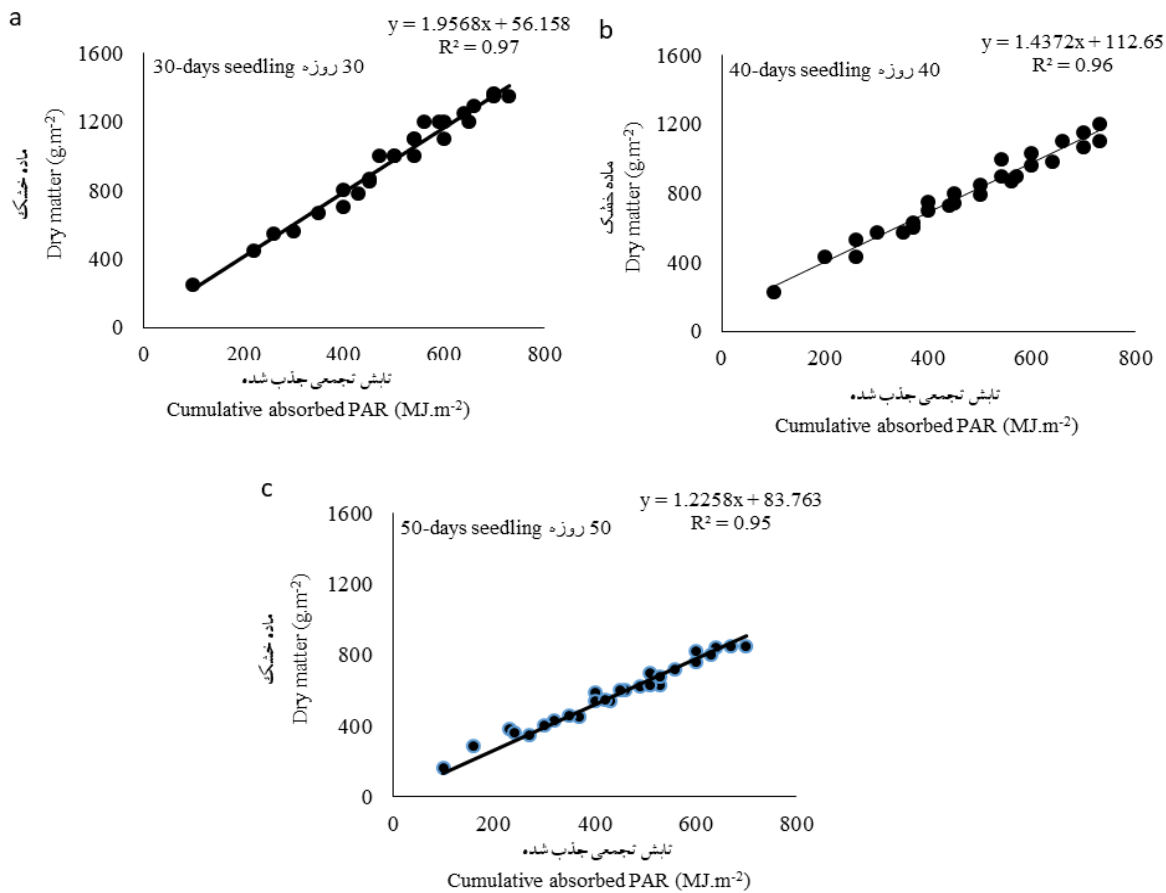 a
y = 1.9568x + 56.158
R² = 0.97
30-days seedling 30 روزه
1600
1200
800
400
0
ماده خشک
Dry matter (g.m-2)
0 200 400 600 800
تابش تجمعی جذب شده
Cumulative absorbed PAR (MJ.m-2)
b
y = 1.4372x + 112.65
R² = 0.96
40-days seedling 40 روزه
1600
1200
800
400
0
ماده خشک
Dry matter (g.m-2)
0 200 400 600 800
تابش تجمعی جذب شده
Cumulative absorbed PAR (MJ.m-2)
c
y = 1.2258x + 83.763
R² = 0.95
50-days seedling 50 روزه
1600
1200
800
400
0
ماده خشک
Dry matter (g.m-2)
0 200 400 600 800
تابش تجمعی جذب شده
Cumulative absorbed PAR (MJ.m-2)